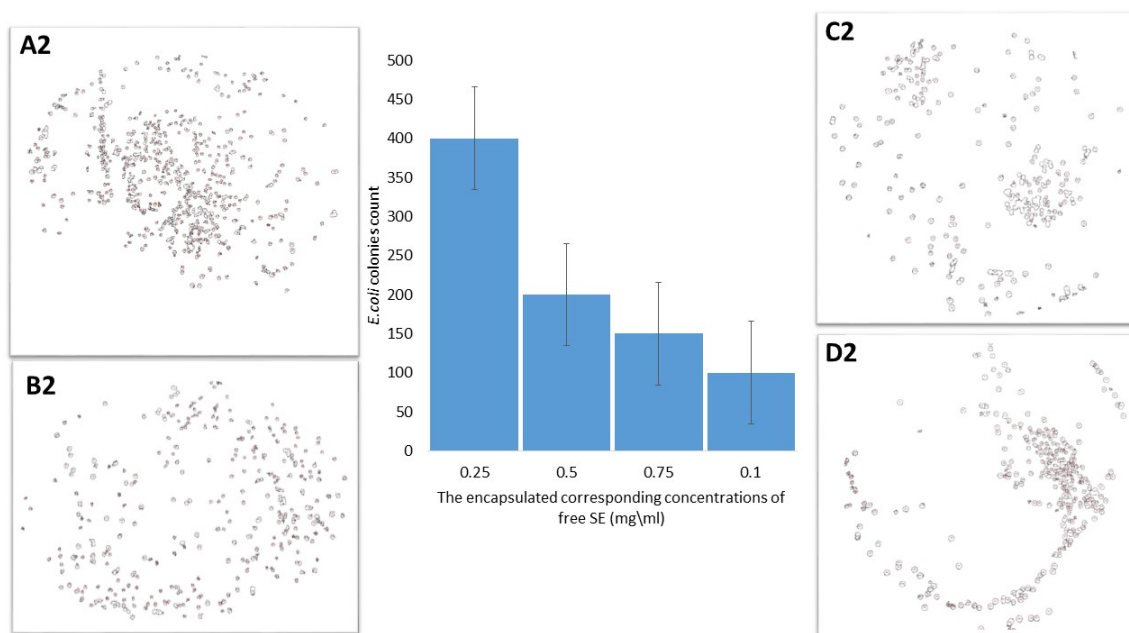 A2
B2
500
450
400
350
300
250
200
150
100
50
0
E.coli colonies count
0.25 0.5 0.75 0.1
The encapsulated corresponding concentrations of
free SE (mg\ml)
C2
D2